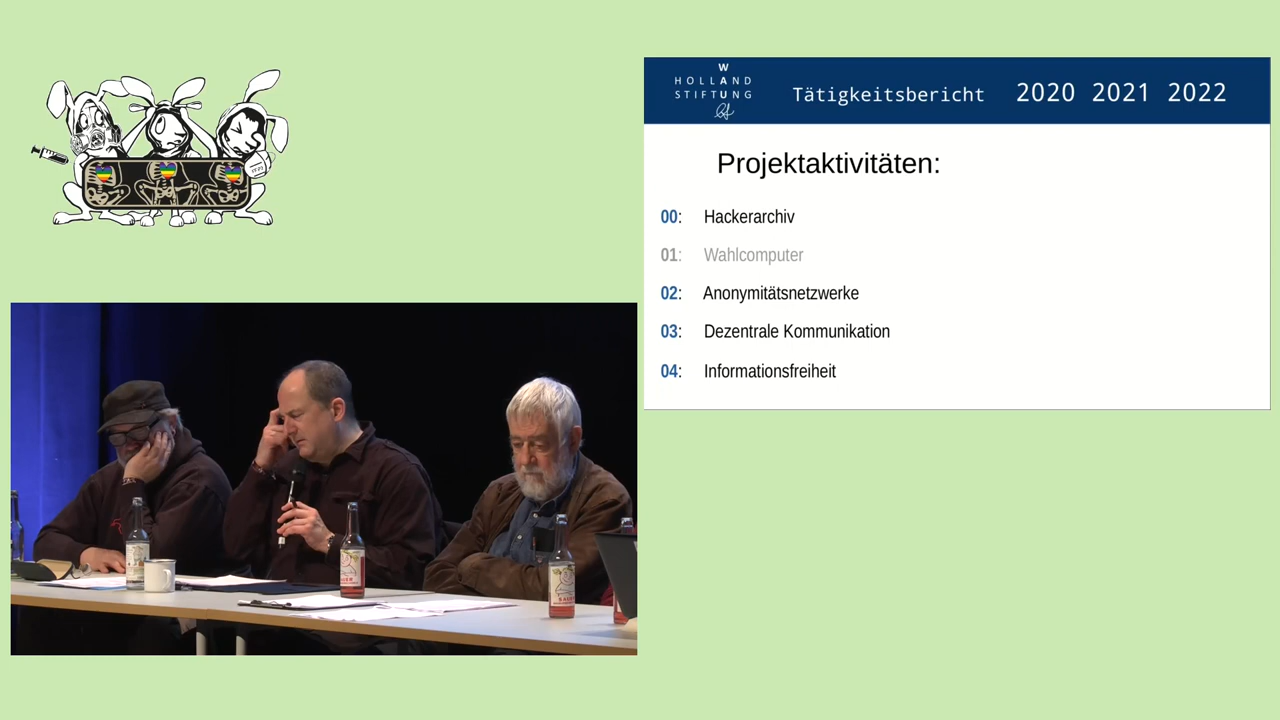 W
HOLLAND
A
STIFTUNG
U
Tätigkeitsbericht 2020 2021 2022
Projektaktivitäten:
00: Hackerarchiv
01: Wahlcomputer
02: Anonymitätsnetzwerke
03: Dezentrale Kommunikation
04: Informationsfreiheit